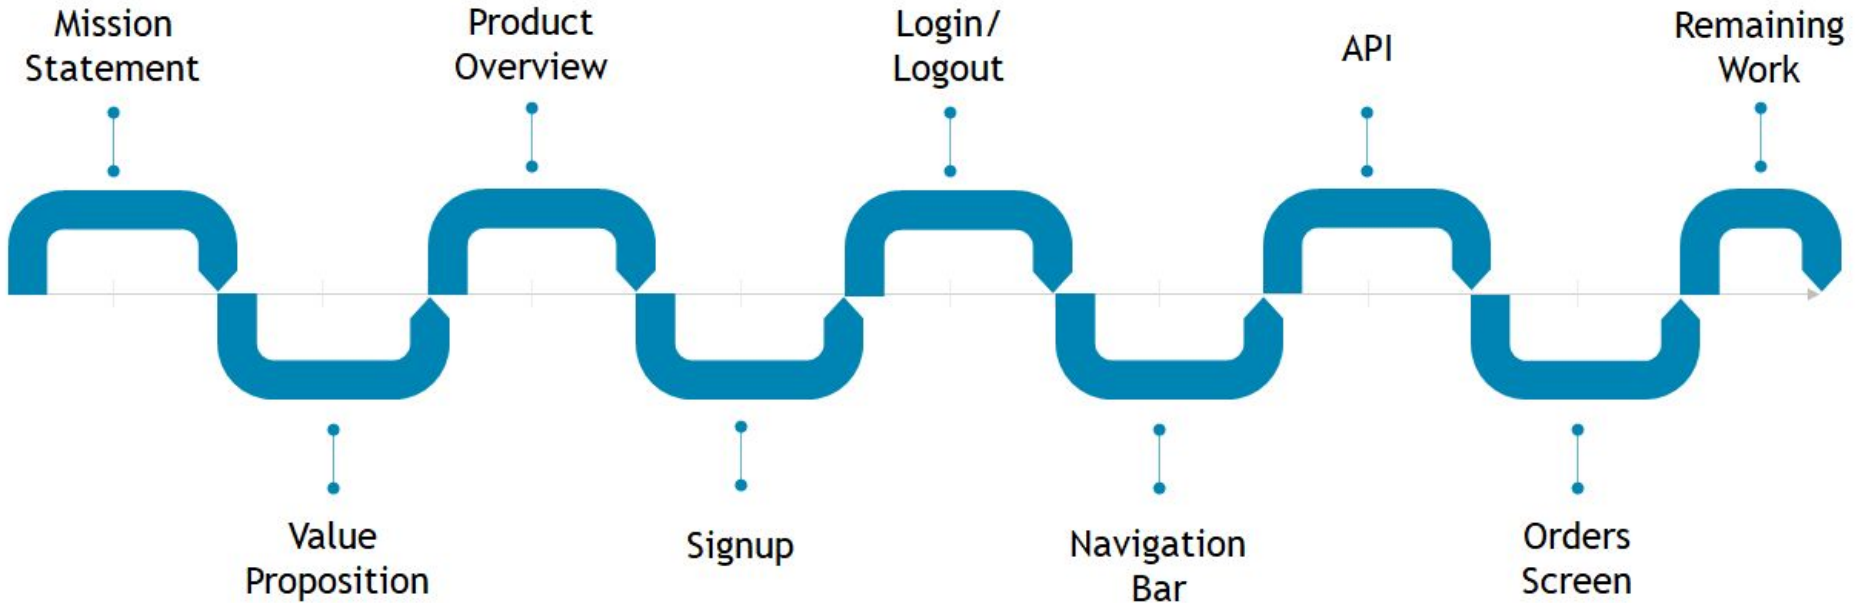 Mission
Statement
Value
Proposition
Product
Overview
Signup
Login/
Logout
Navigation
Bar
API
Orders
Screen
Remaining
Work